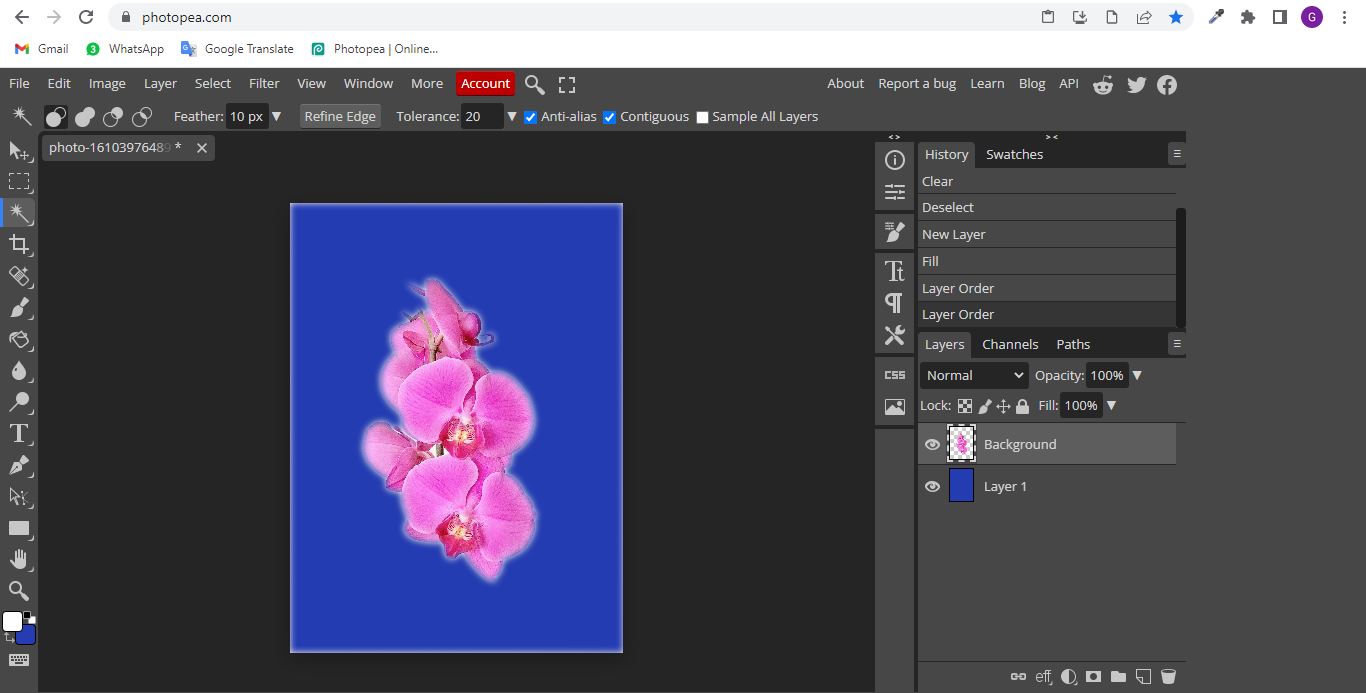 photopea.com
G
Gmail
3 WhatsApp
Google Translate
Photopea | Online...
File Edit Image Layer Select Filter View Window More Account
About Report a bug Learn Blog API
Feather: 10 px ▼ Refine Edge Tolerance: 20 ▼ Anti-alias Contiguous Sample All Layers
photo-16103976489 *
< >
> <
History Swatches
Clear
Deselect
New Layer
Fill
Layer Order
Layer Order
Layers Channels Paths
Normal Opacity: 100% ▼
Lock: Fill: 100% ▼
CSS
Background
Layer 1
eff